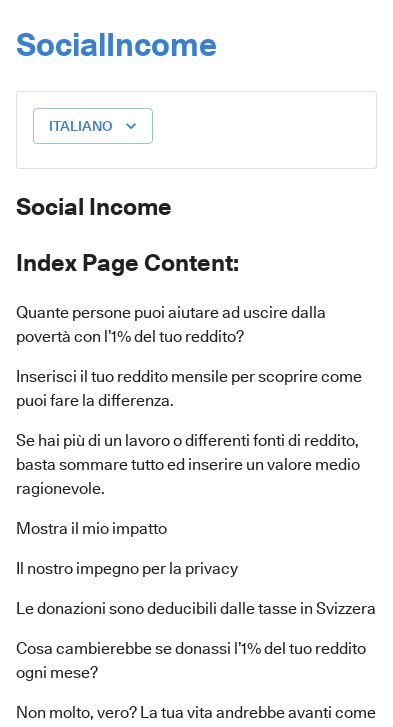 SocialIncome
ITALIANO
Social Income
Index Page Content:
Quante persone puoi aiutare ad uscire dalla
povertà con l’1% del tuo reddito?
Inserisci il tuo reddito mensile per scoprire come
puoi fare la differenza.
Se hai più di un lavoro o differenti fonti di reddito,
basta sommare tutto ed inserire un valore medio
ragionevole.
Mostra il mio impatto
Il nostro impegno per la privacy
Le donazioni sono deducibili dalle tasse in Svizzera
Cosa cambierebbe se donassi l’1% del tuo reddito
ogni mese?
Non molto, vero? La tua vita andrebbe avanti come